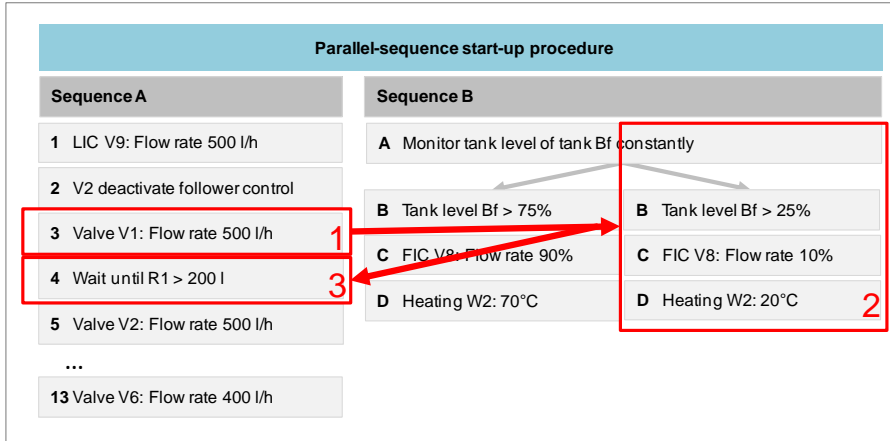 Parallel-sequence start-up procedure
Sequence A
1 LIC V9: Flow rate 500 l/h
2 V2 deactivate follower control
3 Valve V1: Flow rate 500 l/h
1
4 Wait until R1 > 200 l
3
5 Valve V2: Flow rate 500 l/h
...
13 Valve V6: Flow rate 400 l/h
Sequence B
A Monitor tank level of tank Bf constantly
B Tank level Bf > 75%
C FIC V8: Flow rate 90%
D Heating W2: 70°C
B Tank level Bf > 25%
C FIC V8: Flow rate 10%
D Heating W2: 20°C
2